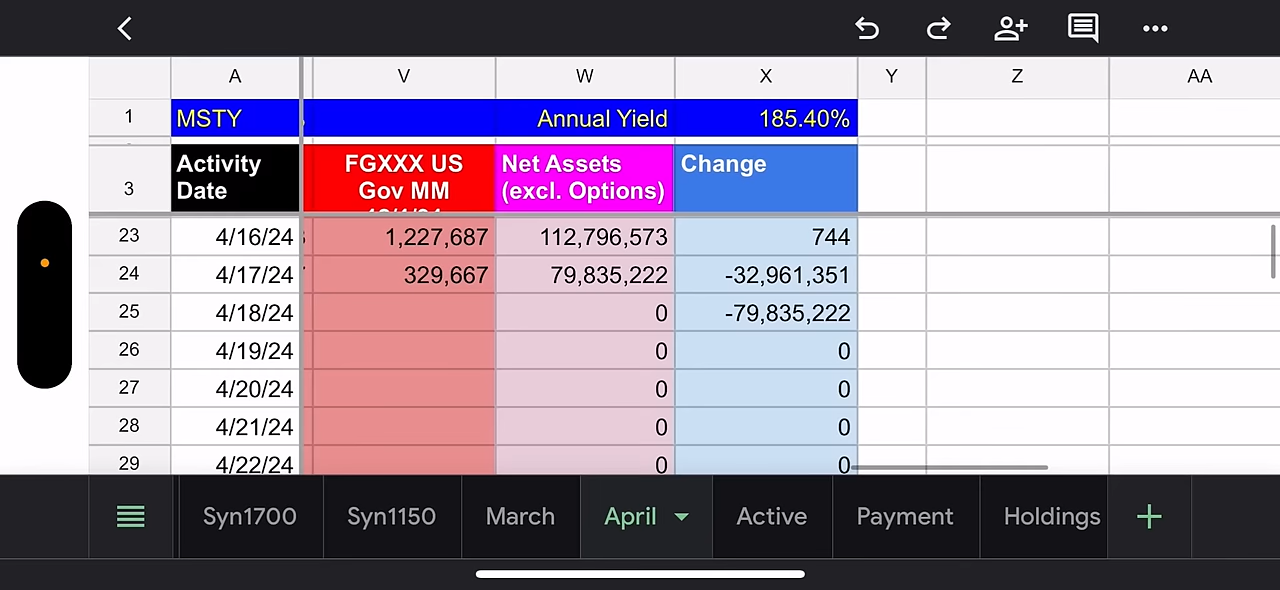 A V W X Y Z AA
1 MSTY Annual Yield 185.40%
3 Activity Date FGXXX US Gov MM Net Assets (excl. Options) Change
23 4/16/24 1,227,687 112,796,573 744
24 4/17/24 329,667 79,835,222 -32,961,351
25 4/18/24 0 -79,835,222
26 4/19/24 0 0
27 4/20/24 0 0
28 4/21/24 0 0
29 4/22/24 0 0
Syn1700 Syn1150 March April Active Payment Holdings